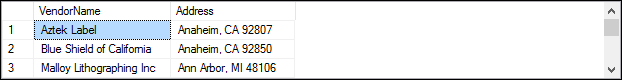 VendorName Address
1 Aztek Label Anaheim, CA 92807
2 Blue Shield of California Anaheim, CA 92850
3 Malloy Lithographing Inc Ann Arbor, MI 48106